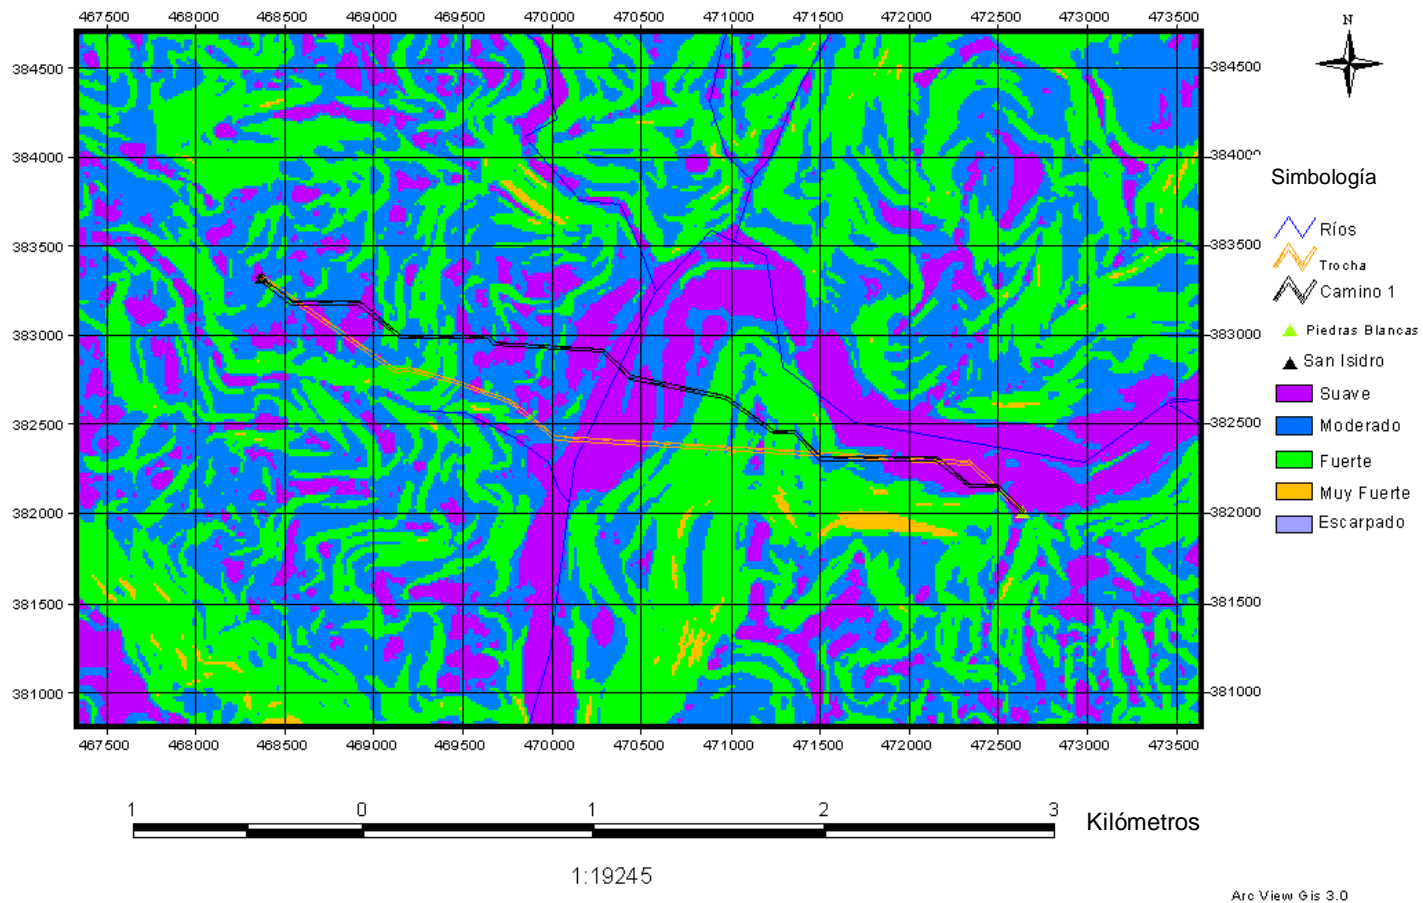 467500 468000 468500 469000 469500 470000 470500 471000 471500 472000 472500 473000 473500
N
384500 384500
384000 384000
Simbología
383500 383500
Ríos
Trocha
Camino 1
383000 383000
Piedras Blancas
San Isidro
Suave
382500 382500
Moderado
Fuerte
Muy Fuerte
382000 382000
Escarpado
381500 381500
381000 381000
467500 468000 468500 469000 469500 470000 470500 471000 471500 472000 472500 473000 473500
1 0 1 2 3 Kilómetros
1:19245
Arc View Gis 3.0